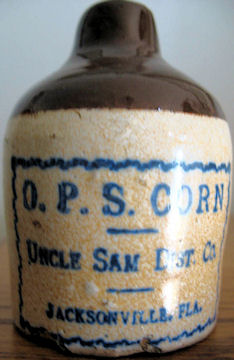 O. P. S. CORN
UNCLE SAM DIST. CO.
JACKSONVILLE, FLA.